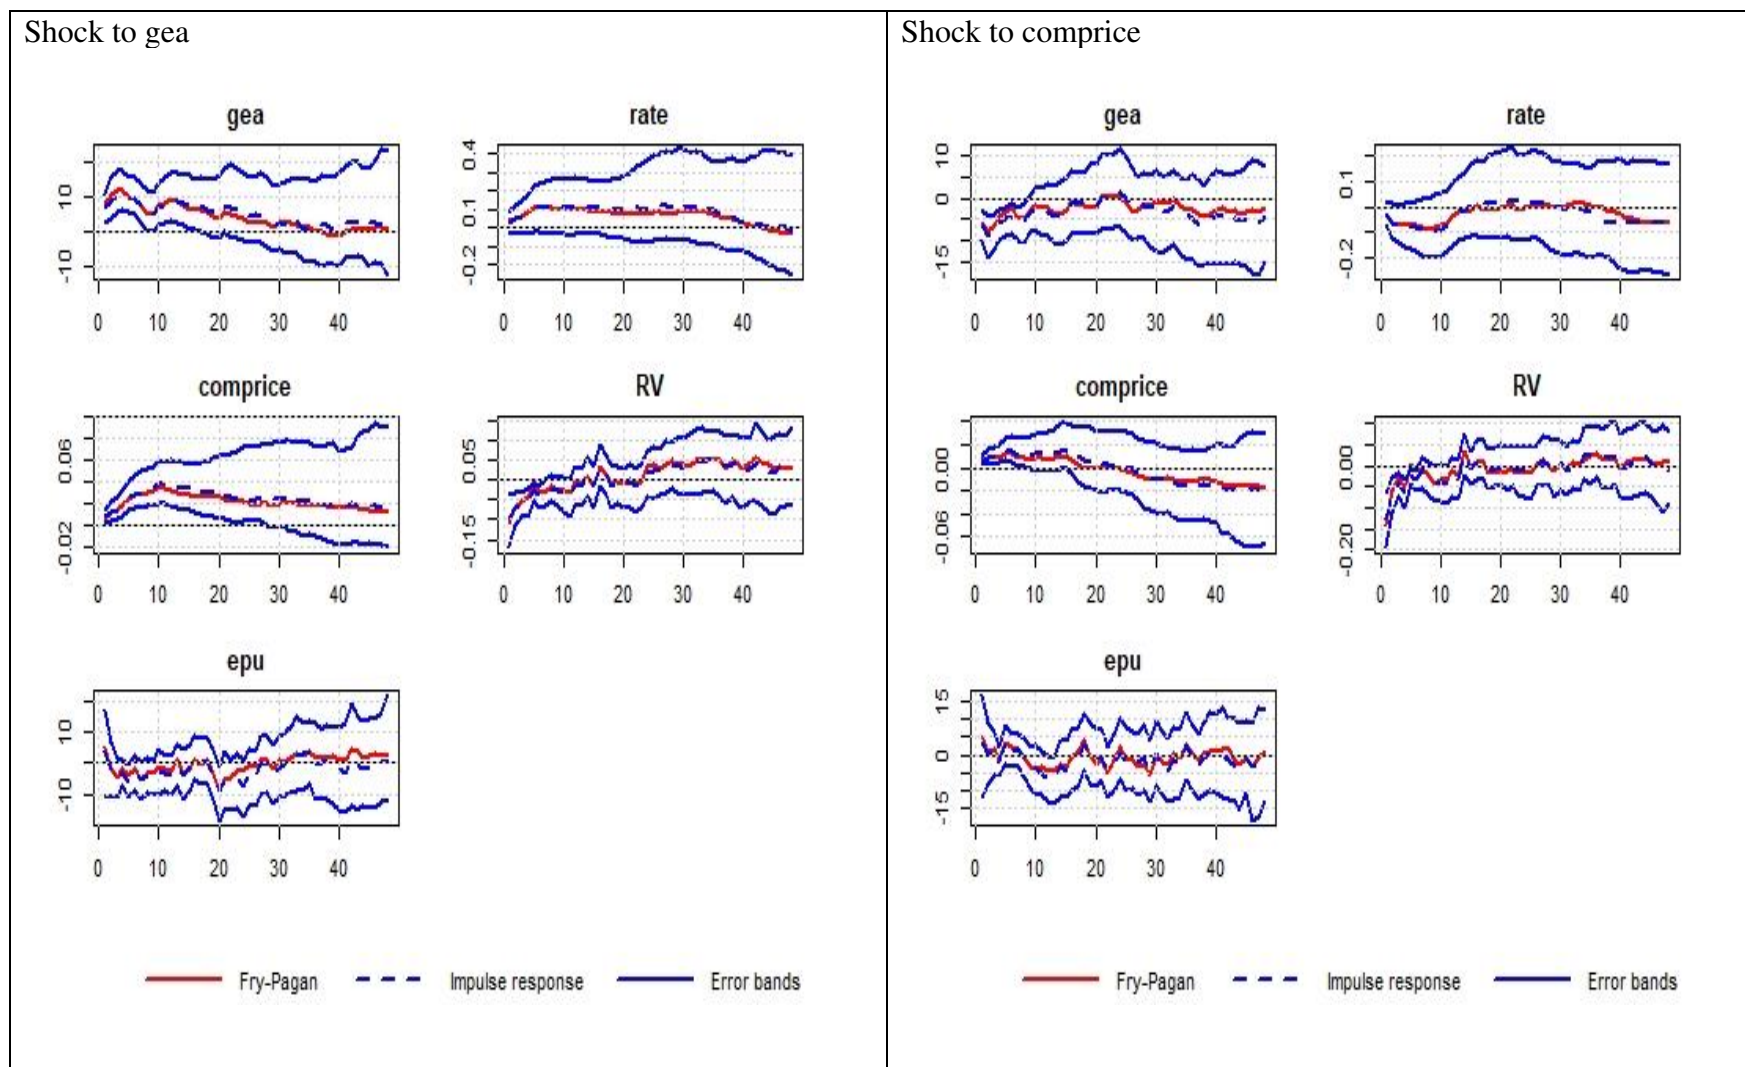 Shock to gea
Shock to comprice
gea
rate
10
-10
0 10 20 30 40
0.4
0.1
-0.2
0 10 20 30 40
comprice
RV
0.06
-0.02
0 10 20 30 40
0.05
-0.15
0 10 20 30 40
epu
10
-10
0 10 20 30 40
Fry-Pagan Impulse response Error bands
gea
rate
10
0
-15
0 10 20 30 40
0.1
-0.2
0 10 20 30 40
comprice
RV
0.00
-0.06
0 10 20 30 40
0.00
-0.20
0 10 20 30 40
epu
15
0
-15
0 10 20 30 40
Fry-Pagan Impulse response Error bands